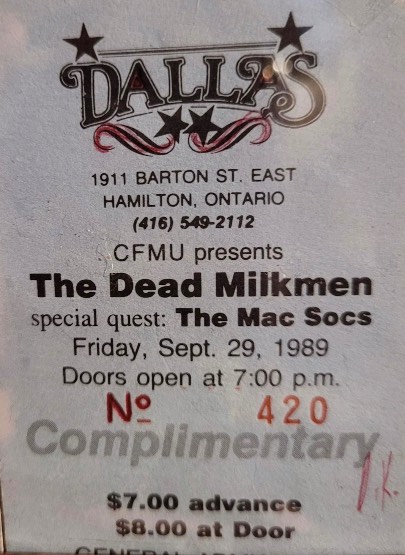 DALLAS
1911 BARTON ST. EAST
HAMILTON, ONTARIO
(416) 549-2112
CFMU presents
The Dead Milkmen
special quest: The Mac Socs
Friday, Sept. 29, 1989
Doors open at 7:00 p.m.
Nº 420
Complimentary
$7.00 advance
$8.00 at Door
GENERAL